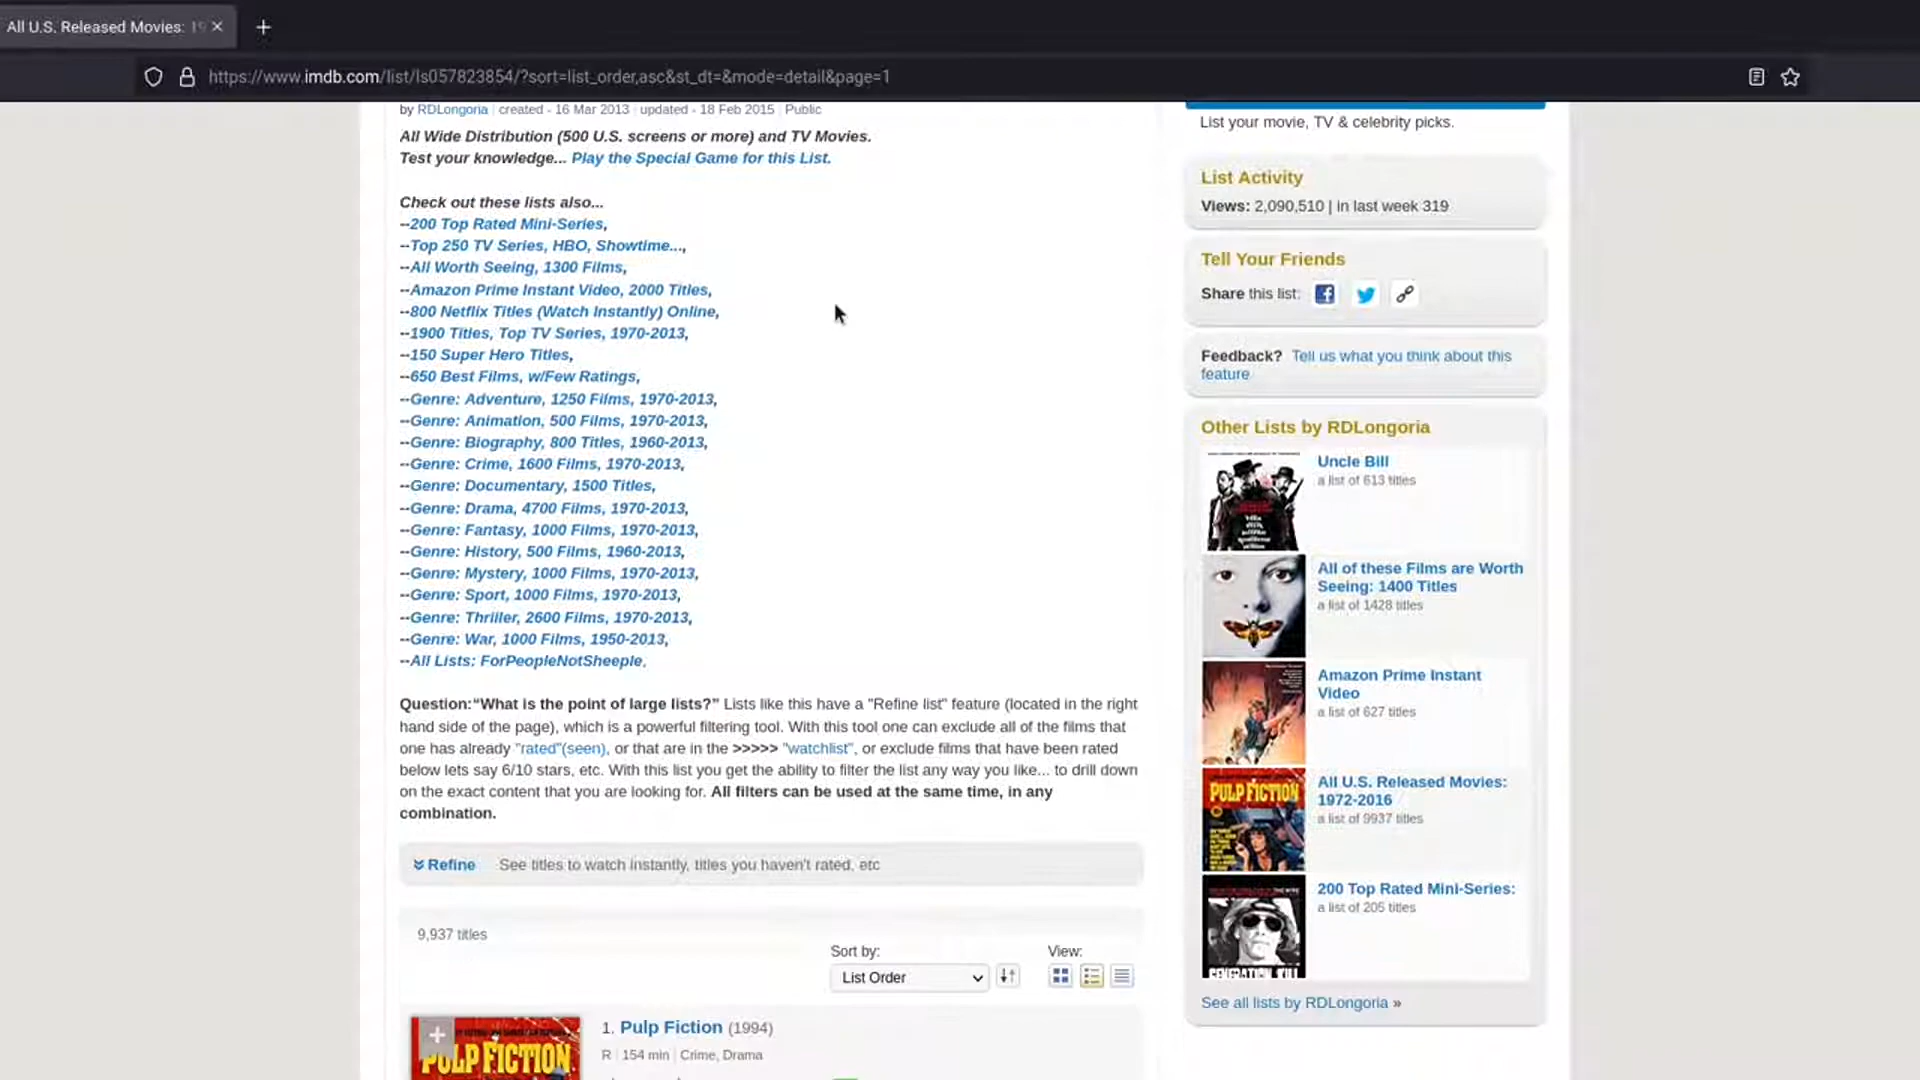 All U.S. Released Movies: 19
https://www.imdb.com/list/ls057823854/?sort=list_order,asc&st_dt=&mode=detail&page=1
by RDLongoria | created - 16 Mar 2013 | updated - 18 Feb 2015 | Public
All Wide Distribution (500 U.S. screens or more) and TV Movies.
Test your knowledge... Play the Special Game for this List.
Check out these lists also...
--200 Top Rated Mini-Series,
--Top 250 TV Series, HBO, Showtime...,
--All Worth Seeing, 1300 Films,
--Amazon Prime Instant Video, 2000 Titles,
--800 Netflix Titles (Watch Instantly) Online,
--1900 Titles, Top TV Series, 1970-2013,
--150 Super Hero Titles,
--650 Best Films, w/Few Ratings,
--Genre: Adventure, 1250 Films, 1970-2013,
--Genre: Animation, 500 Films, 1970-2013,
--Genre: Biography, 800 Titles, 1960-2013,
--Genre: Crime, 1600 Films, 1970-2013,
--Genre: Documentary, 1500 Titles,
--Genre: Drama, 4700 Films, 1970-2013,
--Genre: Fantasy, 1000 Films, 1970-2013,
--Genre: History, 500 Films, 1960-2013,
--Genre: Mystery, 1000 Films, 1970-2013,
--Genre: Sport, 1000 Films, 1970-2013,
--Genre: Thriller, 2600 Films, 1970-2013,
--Genre: War, 1000 Films, 1950-2013,
--All Lists: ForPeopleNotSheeple.
Question:“What is the point of large lists?” Lists like this have a "Refine list" feature (located in the right
hand side of the page), which is a powerful filtering tool. With this tool one can exclude all of the films that
one has already "rated"(seen), or that are in the >>>>> "watchlist", or exclude films that have been rated
below lets say 6/10 stars, etc. With this list you get the ability to filter the list any way you like... to drill down
on the exact content that you are looking for. All filters can be used at the same time, in any
combination.
Refine See titles to watch instantly, titles you haven't rated, etc
9,937 titles
Sort by:
List Order
View:
PULP FICTION
1. Pulp Fiction (1994)
R | 154 min | Crime, Drama
List your movie, TV & celebrity picks.
List Activity
Views: 2,090,510 | in last week 319
Tell Your Friends
Share this list:
Feedback? Tell us what you think about this
feature
Other Lists by RDLongoria
Uncle Bill
a list of 613 titles
All of these Films are Worth
Seeing: 1400 Titles
a list of 1428 titles
Amazon Prime Instant
Video
a list of 627 titles
PULP FICTION
All U.S. Released Movies:
1972-2016
a list of 9937 titles
GENERATION KILL
200 Top Rated Mini-Series:
a list of 205 titles
See all lists by RDLongoria »